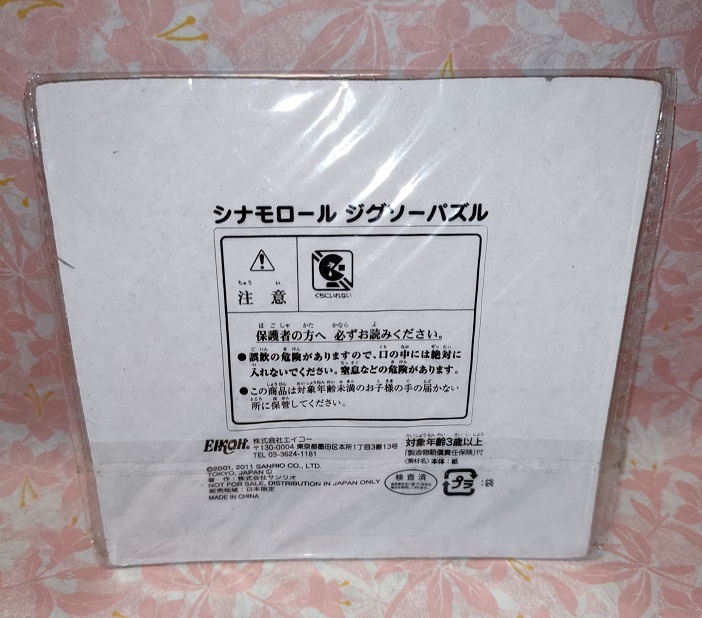 シナモロール ジグソーパズル
注意
くちにいれない
保護者の方へ 必ずお読みください。
●誤飲の危険がありますので、口の中には絶対に
入れないでください。窒息などの危険があります。
●この商品は対象年齢未満のお子様の手の届かない
所に保管してください。
EIKOH 株式会社エイコー
〒130-0004 東京都墨田区本所1丁目3番13号
TEL 03-3624-1181
対象年齢3歳以上
「製造物賠償責任保険」付
〈素材名〉本体:紙
©2001, 2011 SANRIO CO., LTD.
TOKYO, JAPAN Ⓛ
著 作:株式会社サンリオ
NOT FOR SALE, DISTRIBUTION IN JAPAN ONLY
販売地域:日本限定
MADE IN CHINA
検査済
プラ :袋